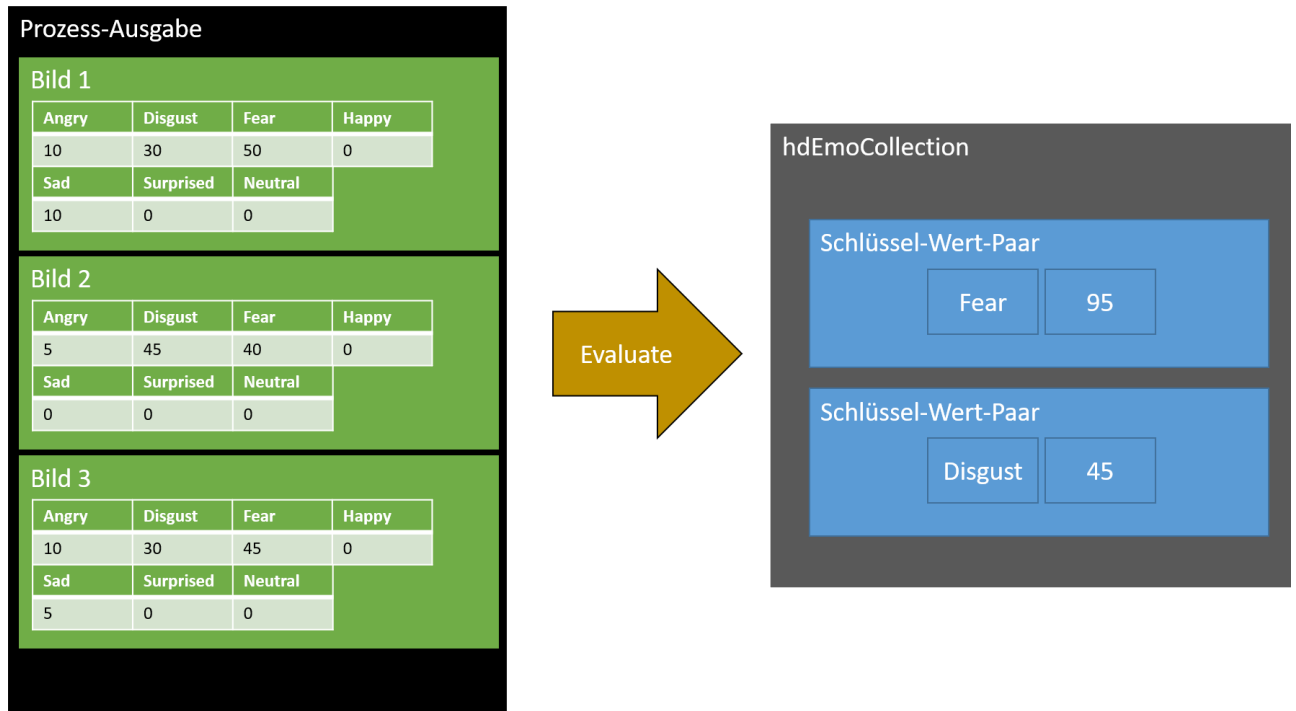 Prozess-Ausgabe
Bild 1
Angry Disgust Fear Happy
10 30 50 0
Sad Surprised Neutral
10 0 0
Bild 2
Angry Disgust Fear Happy
5 45 40 0
Sad Surprised Neutral
0 0 0
Bild 3
Angry Disgust Fear Happy
10 30 45 0
Sad Surprised Neutral
5 0 0
Evaluate
hdEmoCollection
Schlüssel-Wert-Paar
Fear 95
Schlüssel-Wert-Paar
Disgust 45